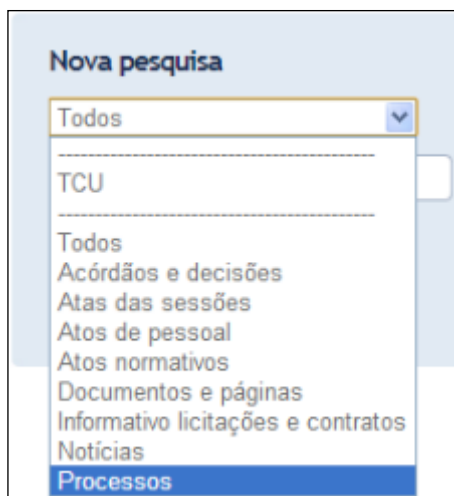 Nova pesquisa
Todos
------------------------------------------
TCU
------------------------------------------
Todos
Acórdãos e decisões
Atas das sessões
Atos de pessoal
Atos normativos
Documentos e páginas
Informativo licitações e contratos
Notícias
Processos